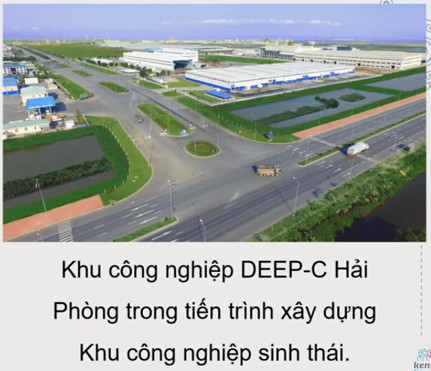 Khu công nghiệp DEEP-C Hải
Phòng trong tiến trình xây dựng
Khu công nghiệp sinh thái.